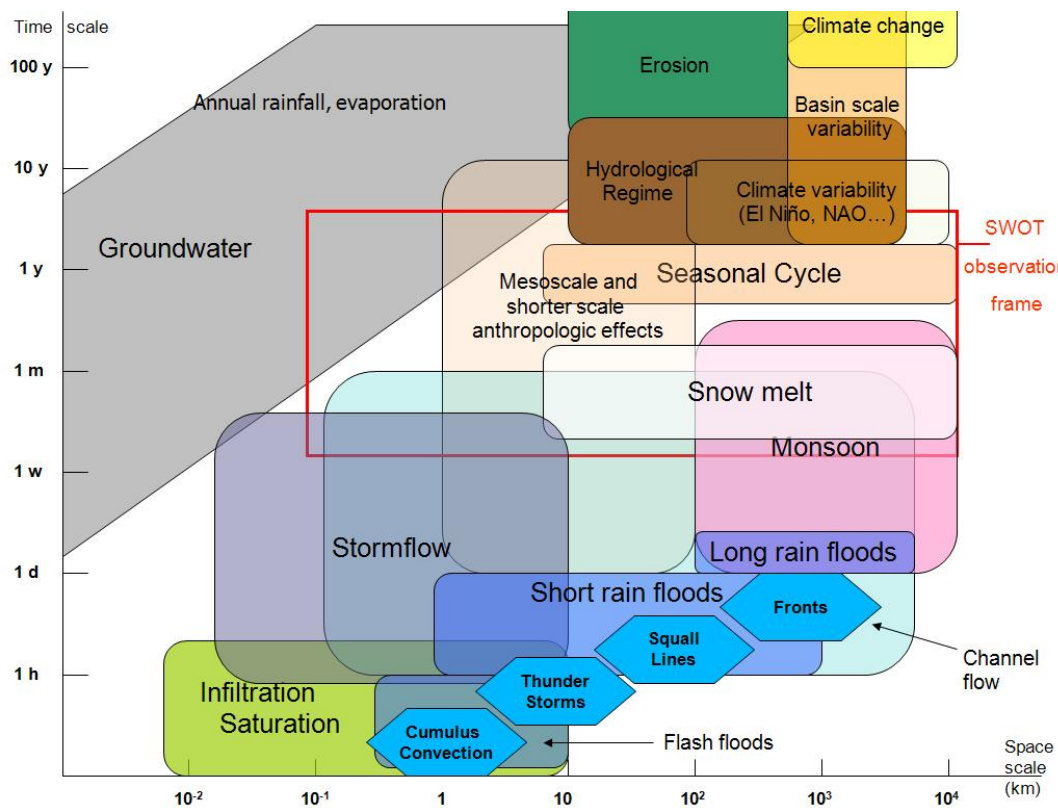 Time scale
100 y
10 y
1 y
1 m
1 w
1 d
1 h
Climate change
Erosion
Annual rainfall, evaporation
Basin scale
variability
Hydrological
Regime
Climate variability
(El Niño, NAO…)
SWOT
observation
frame
Groundwater
Seasonal Cycle
Mesoscale and
shorter scale
anthropologic effects
Snow melt
Monsoon
Stormflow
Long rain floods
Short rain floods
Fronts
Squall
Lines
Channel
flow
Thunder
Storms
Infiltration
Saturation
Cumulus
Convection
Flash floods
Space
scale
(km)
10-2
10-1
1
10
10²
10³
10⁴